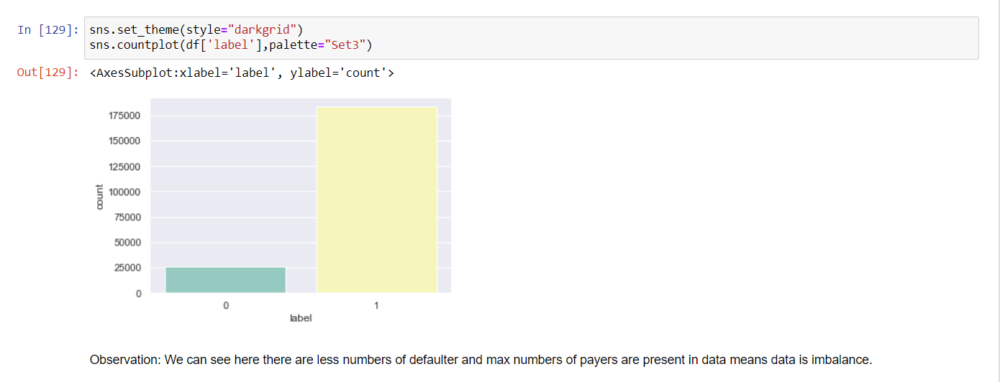 In [129]: sns.set_theme(style="darkgrid")
sns.countplot(df['label'],palette="Set3")
Out[129]: <AxesSubplot:xlabel='label', ylabel='count'>
175000
150000
125000
100000
75000
50000
25000
0
count
0 1
label
Observation: We can see here there are less numbers of defaulter and max numbers of payers are present in data means data is imbalance.